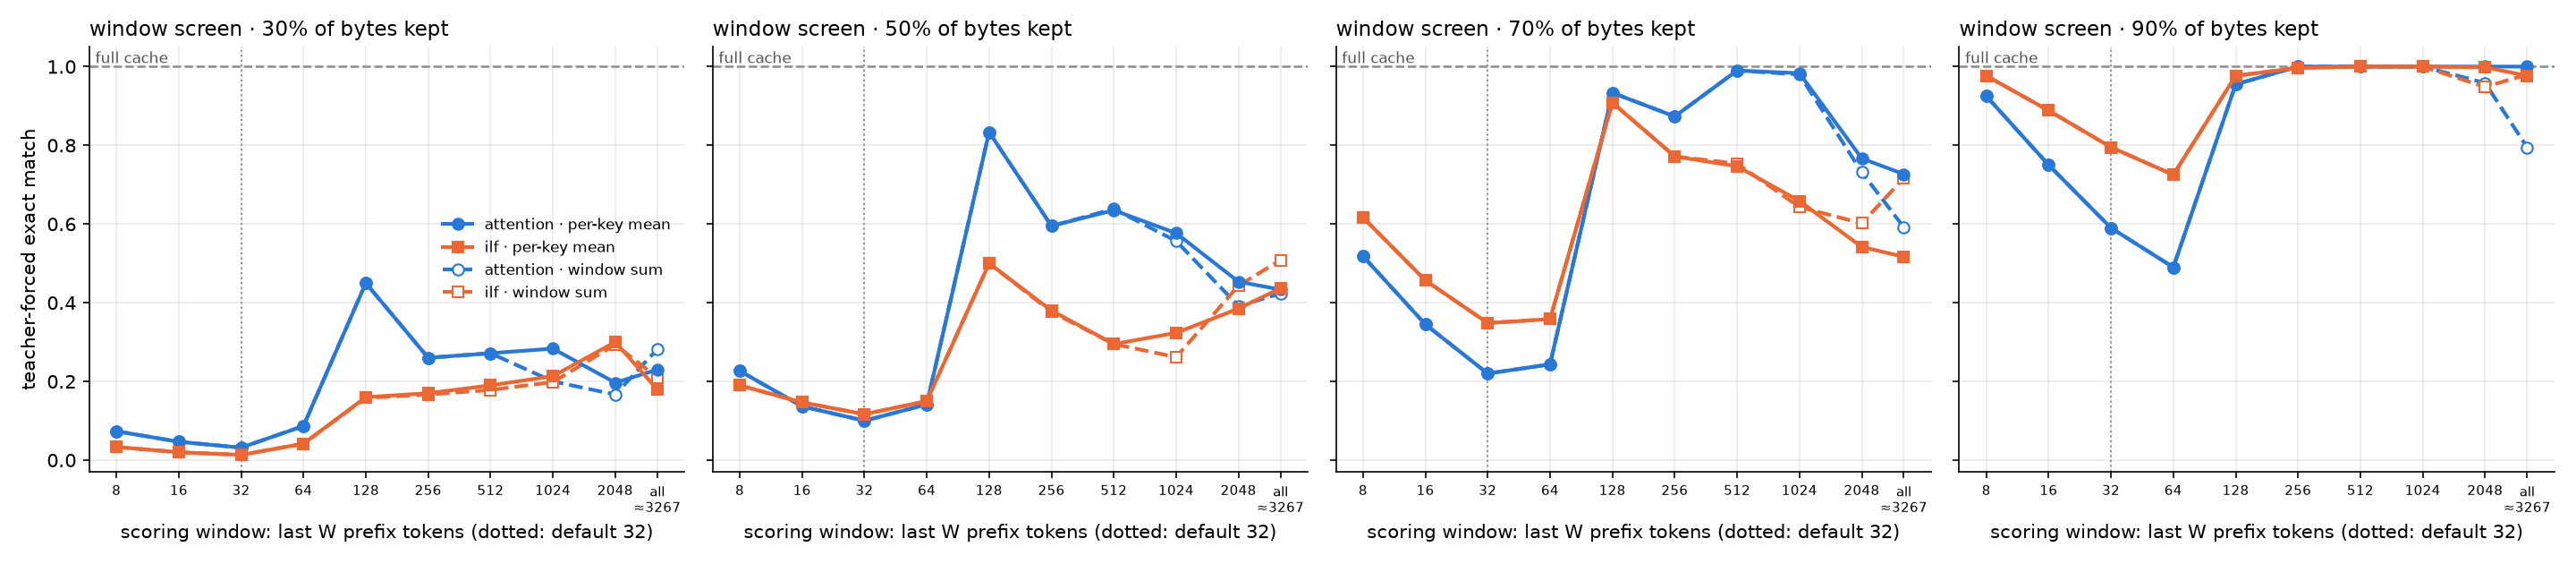 window screen · 30% of bytes kept
full cache
1.0
0.8
0.6
0.4
0.2
0.0
teacher-forced exact match
attention · per-key mean
ilf · per-key mean
attention · window sum
ilf · window sum
8 16 32 64 128 256 512 1024 2048 all
≈3267
scoring window: last W prefix tokens (dotted: default 32)
window screen · 50% of bytes kept
full cache
8 16 32 64 128 256 512 1024 2048 all
≈3267
scoring window: last W prefix tokens (dotted: default 32)
window screen · 70% of bytes kept
full cache
8 16 32 64 128 256 512 1024 2048 all
≈3267
scoring window: last W prefix tokens (dotted: default 32)
window screen · 90% of bytes kept
full cache
8 16 32 64 128 256 512 1024 2048 all
≈3267
scoring window: last W prefix tokens (dotted: default 32)